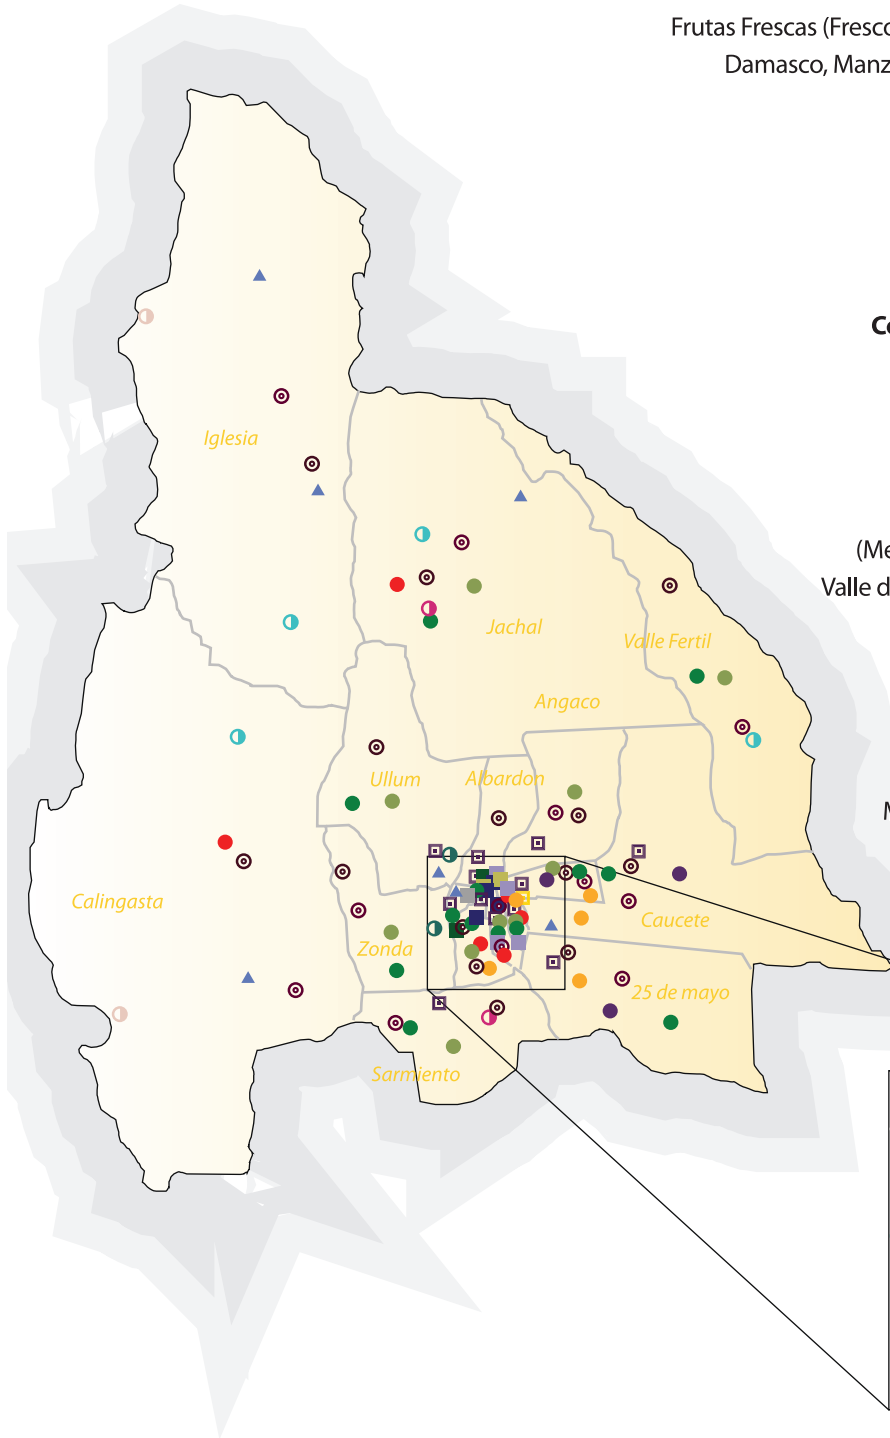 Frutas Frescas (Fresco
Damasco, Manz
Co
Iglesia
(Me
Valle d
Jachal
Valle Fertil
Angaco
Ullum
Albardon
M
Calingasta
Caucete
Zonda
25 de mayo
Sarmiento